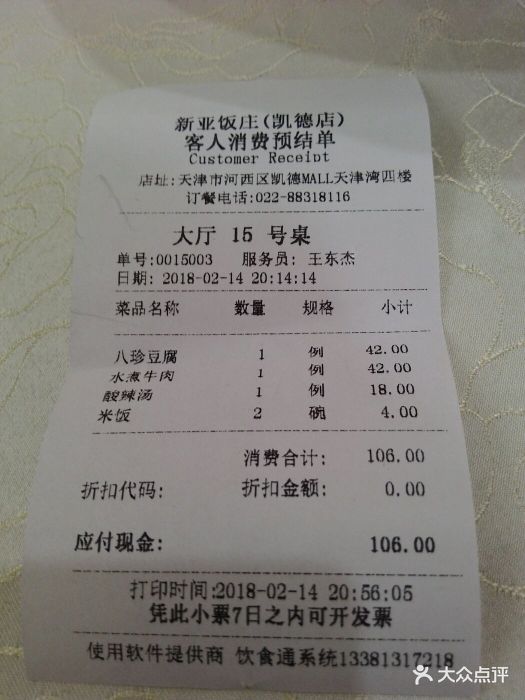 新亚饭庄(凯德店)
客人消费预结单
Customer Receipt
店址:天津市河西区凯德MALL天津湾四楼
订餐电话:022-88318116
大厅 15 号桌
单号:0015003 服务员: 王东杰
日期: 2018-02-14 20:14:14
菜品名称 数量 规格 小计
八珍豆腐 1 例 42.00
水煮牛肉 1 例 42.00
酸辣汤 1 例 18.00
米饭 2 碗 4.00
消费合计: 106.00
折扣代码: 折扣金额: 0.00
应付现金: 106.00
打印时间:2018-02-14 20:56:05
凭此小票7日之内可开发票
使用软件提供商 饮食通系统13381317218
大众点评